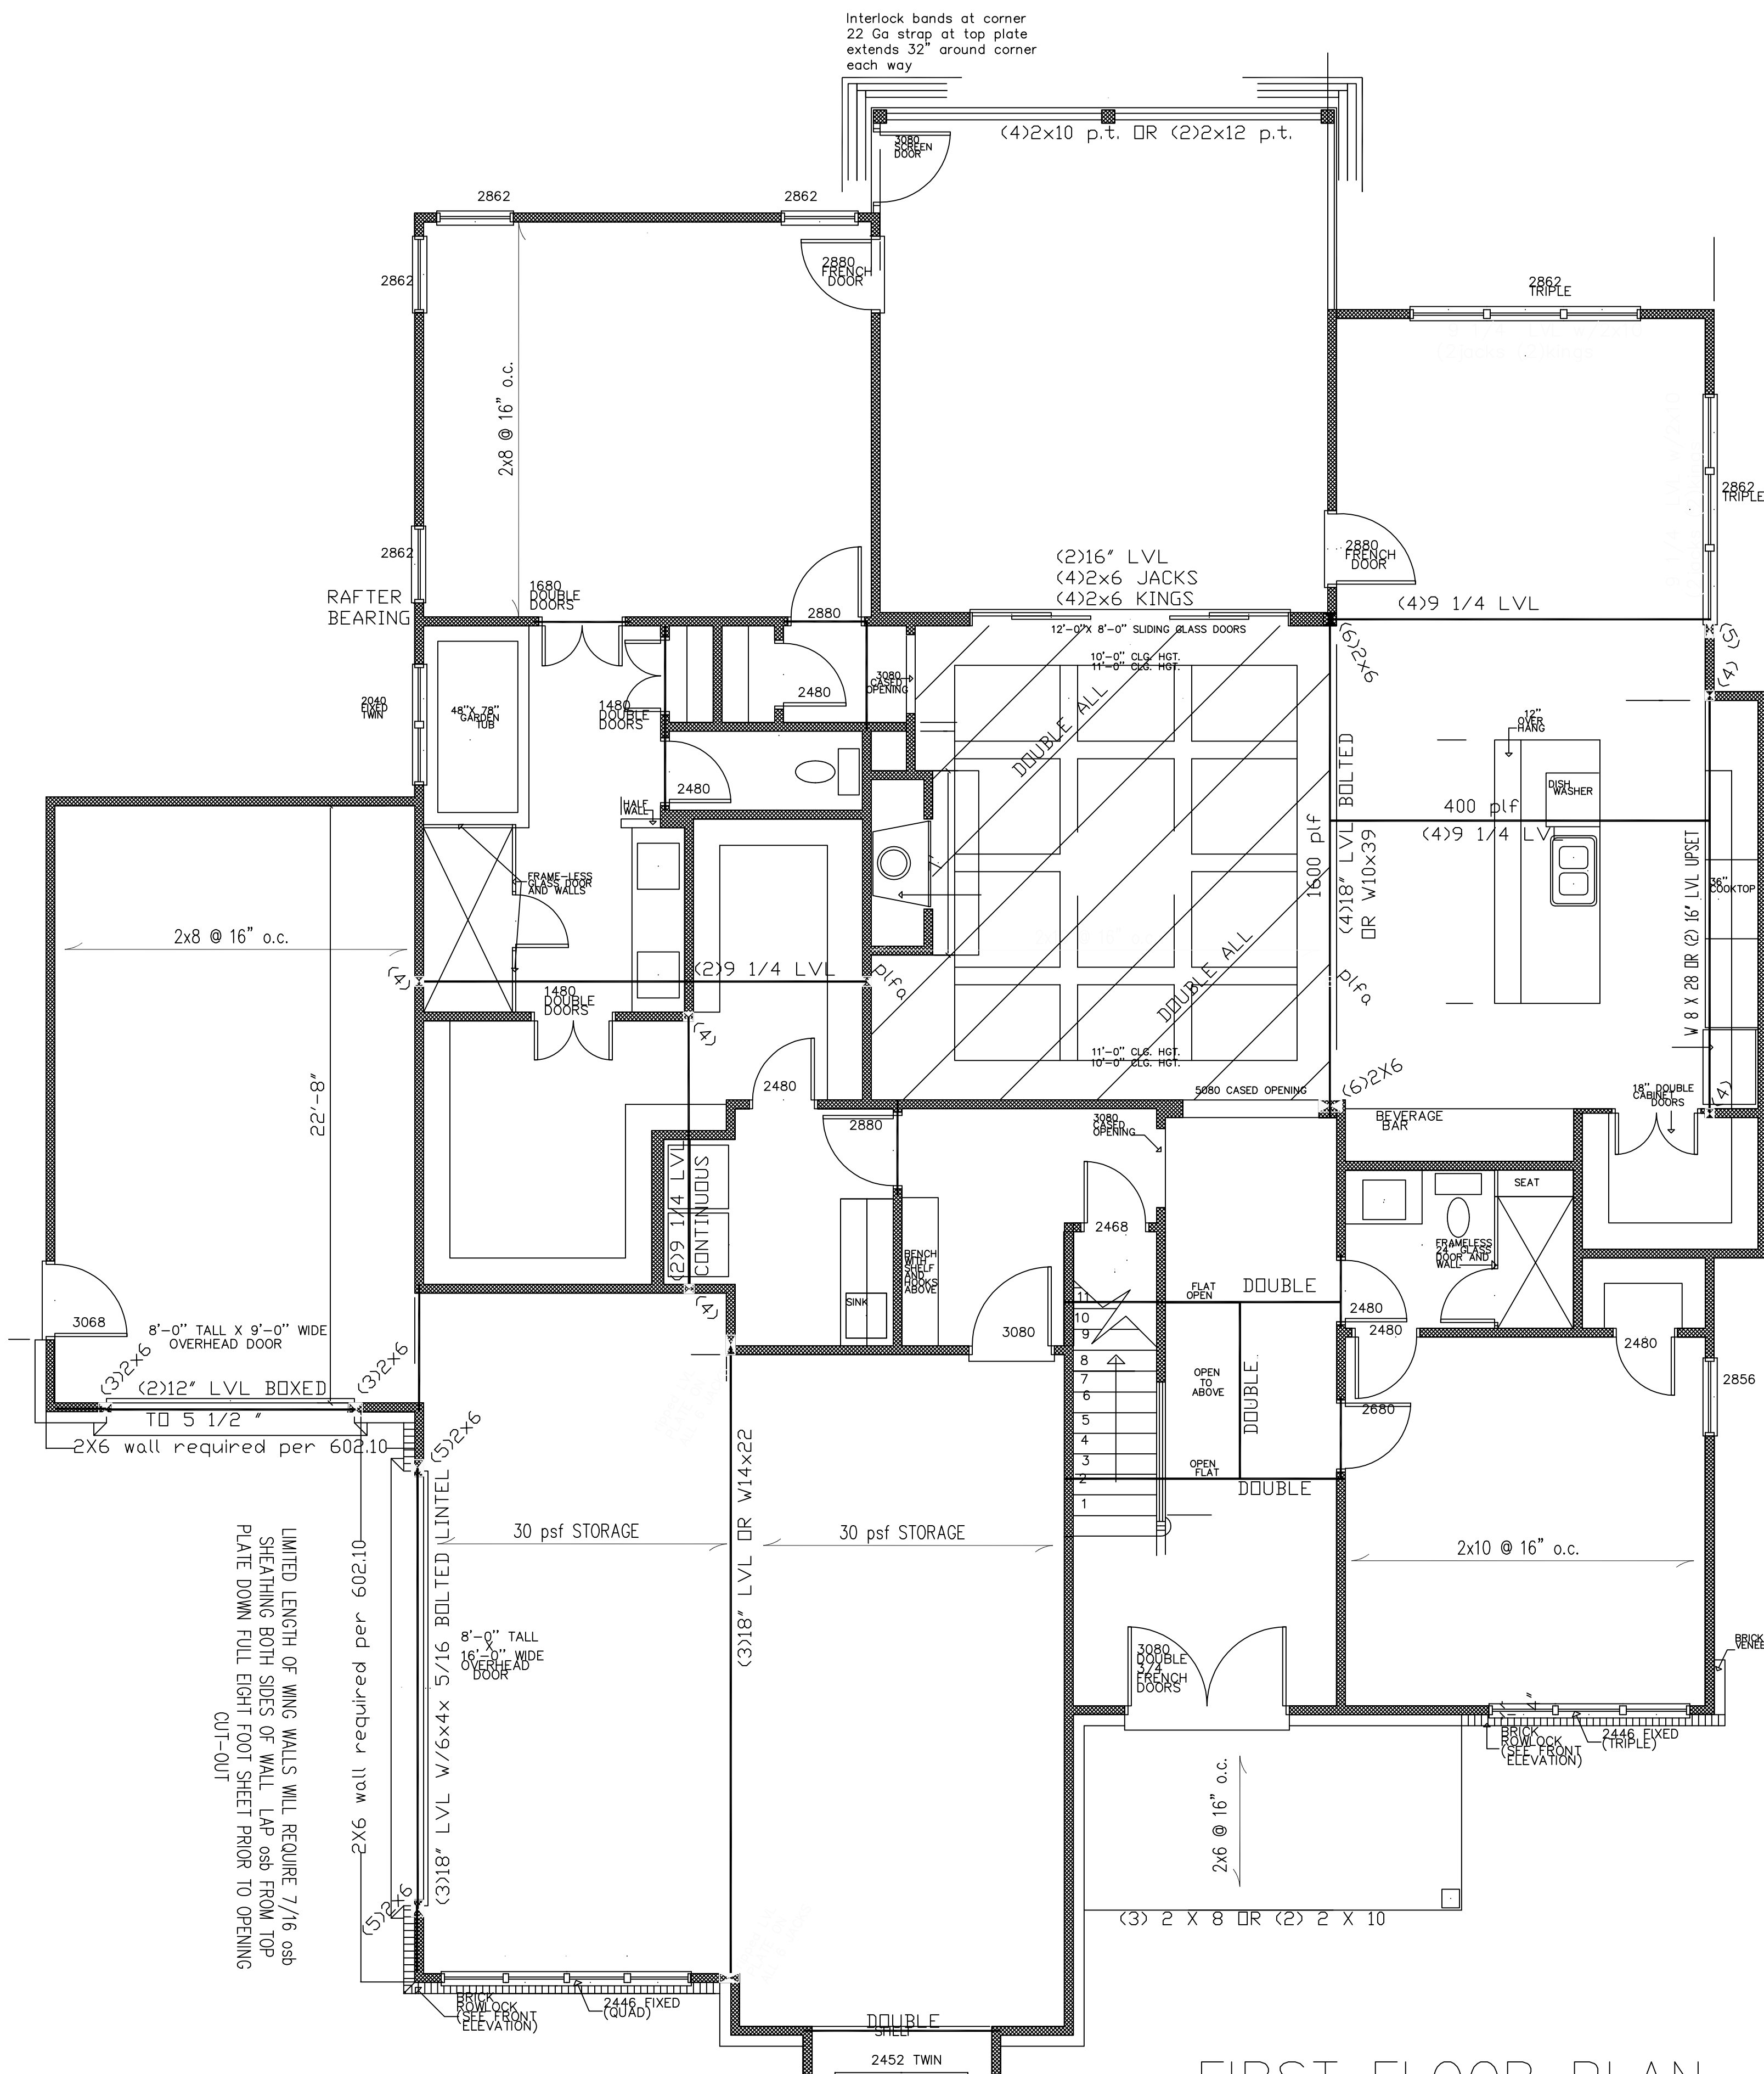 Interlock bands at corner
22 Ga strap at top plate
extends 32" around corner
each way
(4)2x10 p.t. OR (2)2x12 p.t.
3080
SCREEN
DOOR
2862
2862
2862
2880
FRENCH
DOOR
2862
TRIPLE
2x8 @ 16" o.c.
2862
TRIPLE
2862
RAFTER
BEARING
1680
DOUBLE
DOORS
2880
(2)16" LVL
(4)2x6 JACKS
(4)2x6 KINGS
2880
FRENCH
DOOR
(4)9 1/4 LVL
12'-0"X 8'-0" SLIDING GLASS DOORS
(6)2x6
(5)
(4)
10'-0" CLG. HGT.
11'-0" CLG. HGT.
3080
CASED
OPENING
2480
2040
FIXED
TWIN
48"X 78"
GARDEN
TUB
1480
DOUBLE
DOORS
DOUBLE ALL
12"
OVER
HANG
2480
HALF
WALL
DISH
WASHER
400 plf
(4)9 1/4 LVL
1600 plf
(4)18" LVL BOLTED
OR W10x39
W 8 X 28 OR (2) 16" LVL UPSET
36"
COOKTOP
FRAME-LESS
GLASS DOOR
AND WALLS
2x8 @ 16" o.c.
DOUBLE ALL
(4)
(2)9 1/4 LVL
plfa
plfa
1480
DOUBLE
DOORS
(4)
11'-0" CLG. HGT.
10'-0" CLG. HGT.
22'-8"
2480
5080 CASED OPENING
(6)2X6
18" DOUBLE
CABINET
DOORS
(4)
BEVERAGE
BAR
2880
3080
CASED
OPENING
(2)9 1/4 LVL
CONTINUOUS
SEAT
2468
FRAMELESS
24" GLASS
DOOR AND
WALL
BENCH
WITH
SHELF
AND
HOOKS
ABOVE
SINK
FLAT
OPEN
DOUBLE
11
10
9
8
7
6
5
4
3
2
1
2480
2480
2480
3068
8'-0" TALL X 9'-0" WIDE
OVERHEAD DOOR
(4)
3080
(3)2x6
(3)2x6
(2)12" LVL BOXED
TO 5 1/2 "
OPEN
TO
ABOVE
DOUBLE
2680
2856
2X6 wall required per 602.10
(5)2x6
OPEN
FLAT
DOUBLE
30 psf STORAGE
30 psf STORAGE
2x10 @ 16" o.c.
(3)18" LVL W/6x4x 5/16 BOLTED LINTEL
(3)18" LVL OR W14x22
2X6 wall required per 602.10
LIMITED LENGTH OF WING WALLS WILL REQUIRE 7/16 osb
SHEATHING BOTH SIDES OF WALL LAP osb FROM TOP
PLATE DOWN FULL EIGHT FOOT SHEET PRIOR TO OPENING
CUT-OUT
8'-0" TALL
X
16'-0" WIDE
OVERHEAD
DOOR
3080
DOUBLE
3/4
FRENCH
DOORS
BRICK
BRICK
ROWLOCK
(SEE FRONT
ELEVATION)
2446 FIXED
(TRIPLE)
2x6 @ 16" o.c.
(5)2x6
(3) 2 X 8 OR (2) 2 X 10
BRICK
ROWLOCK
(SEE FRONT
ELEVATION)
2446 FIXED
(QUAD)
DOUBLE
SHELF
2452 TWIN
FIRST FLOOR PLAN